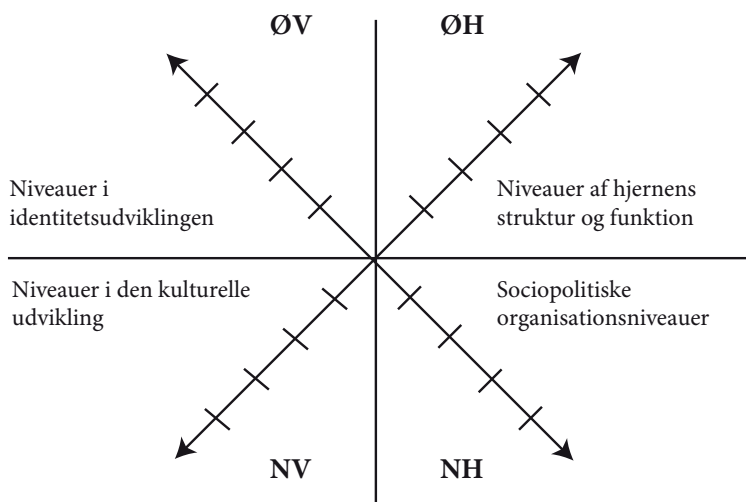 ØV
ØH
Niveauer i
identitetsudviklingen
Niveauer af hjernens
struktur og funktion
Niveauer i den kulturelle
udvikling
Sociopolitiske
organisationsniveauer
NV
NH